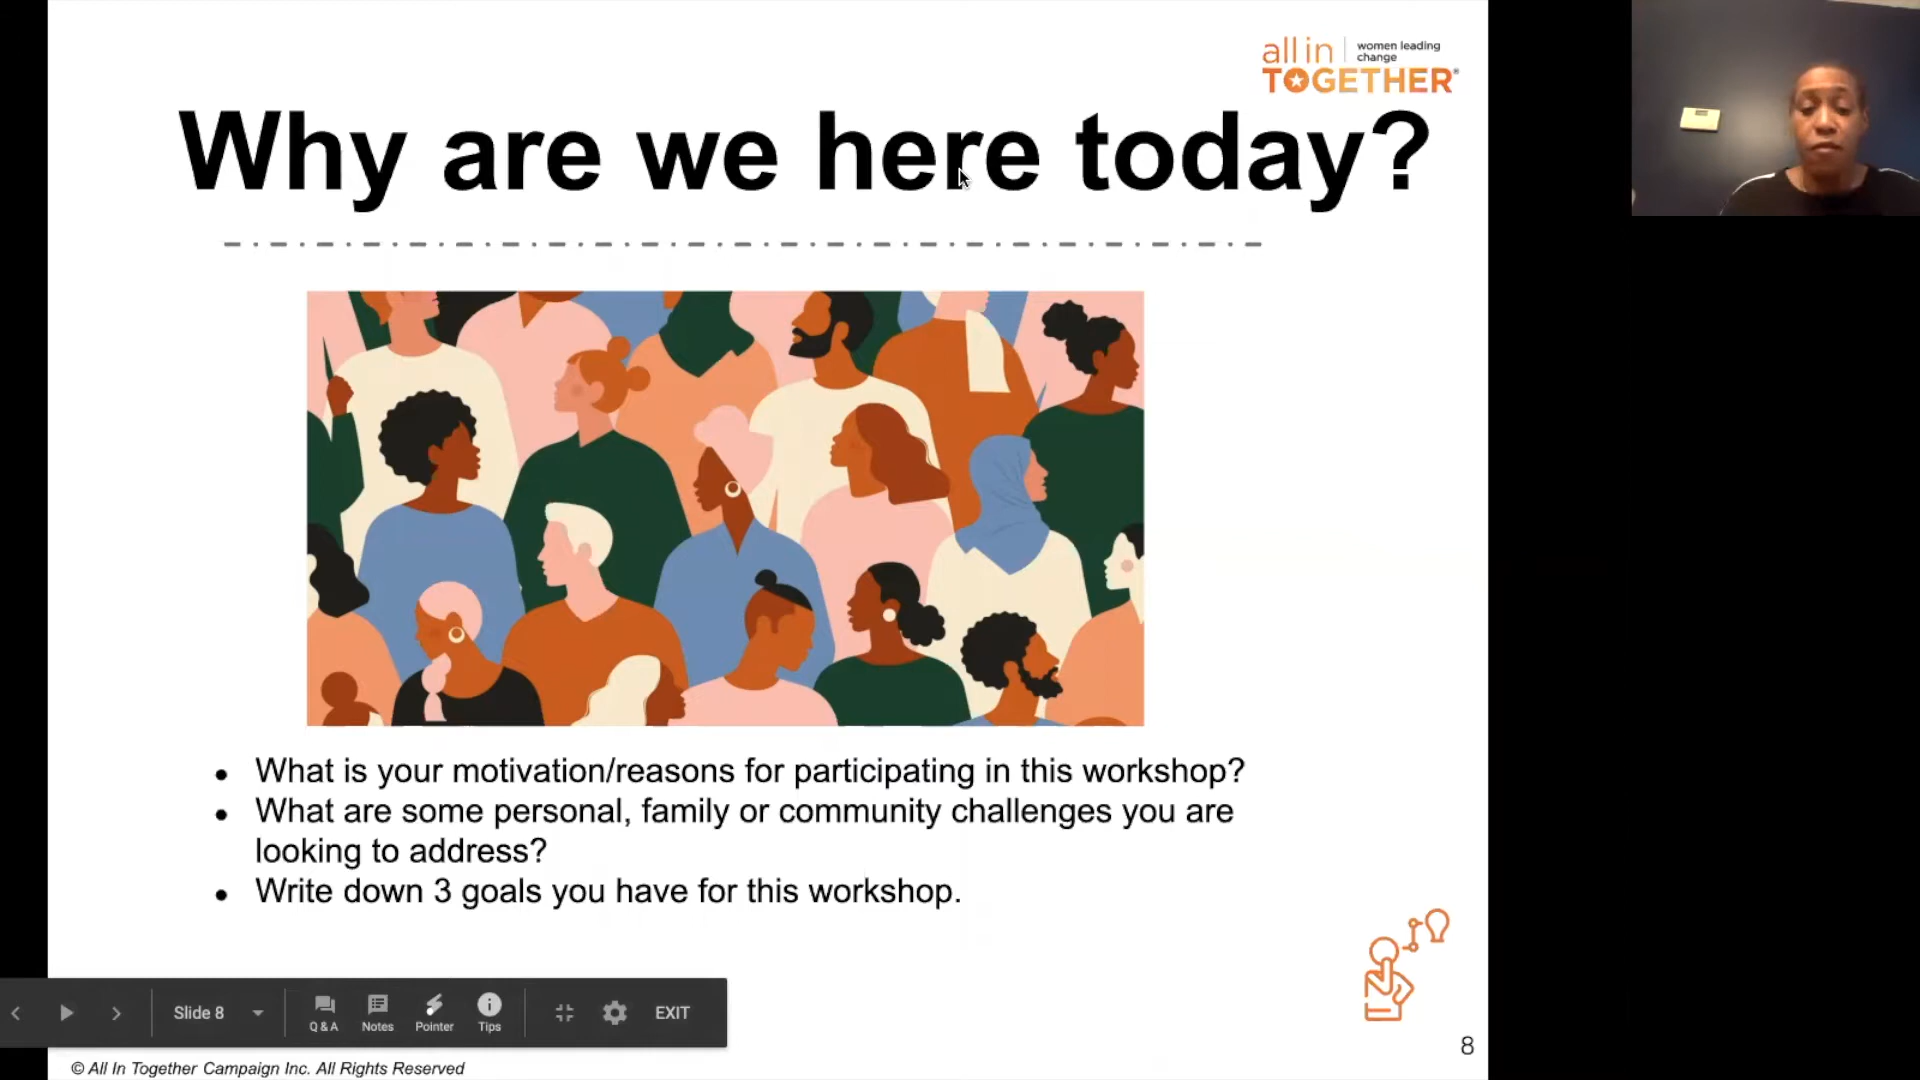 all in | women leading
change
TOGETHER®
Why are we here today?
• What is your motivation/reasons for participating in this workshop?
• What are some personal, family or community challenges you are
looking to address?
• Write down 3 goals you have for this workshop.
Slide 8
Q & A
Notes
Pointer
Tips
EXIT
8
© All In Together Campaign Inc. All Rights Reserved